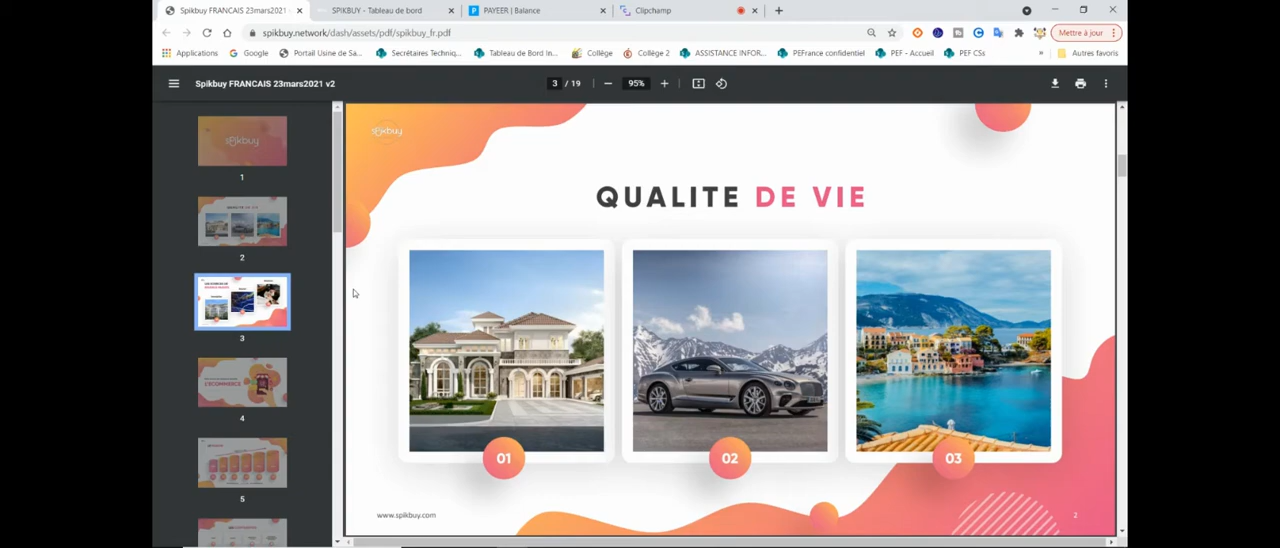 Spikbuy FRANCAIS 23mars2021
SPIKBUY - Tableau de bord
PAYEER | Balance
Clipchamp
spikbuy.network/dash/assets/pdf/spikbuy_fr.pdf
Mettre à jour
Applications
Google
Portail Usine de Sa...
Secrétaires Techniq...
Tableau de Bord In...
Collège
Collège 2
ASSISTANCE INFOR...
PEFrance confidentiel
PEF - Accueil
PEF CSs
»
Autres favoris
Spikbuy FRANCAIS 23mars2021 v2
3 / 19
95%
spikbuy
1
2
3
4
5
spikbuy
QUALITE DE VIE
01
02
03
www.spikbuy.com
2